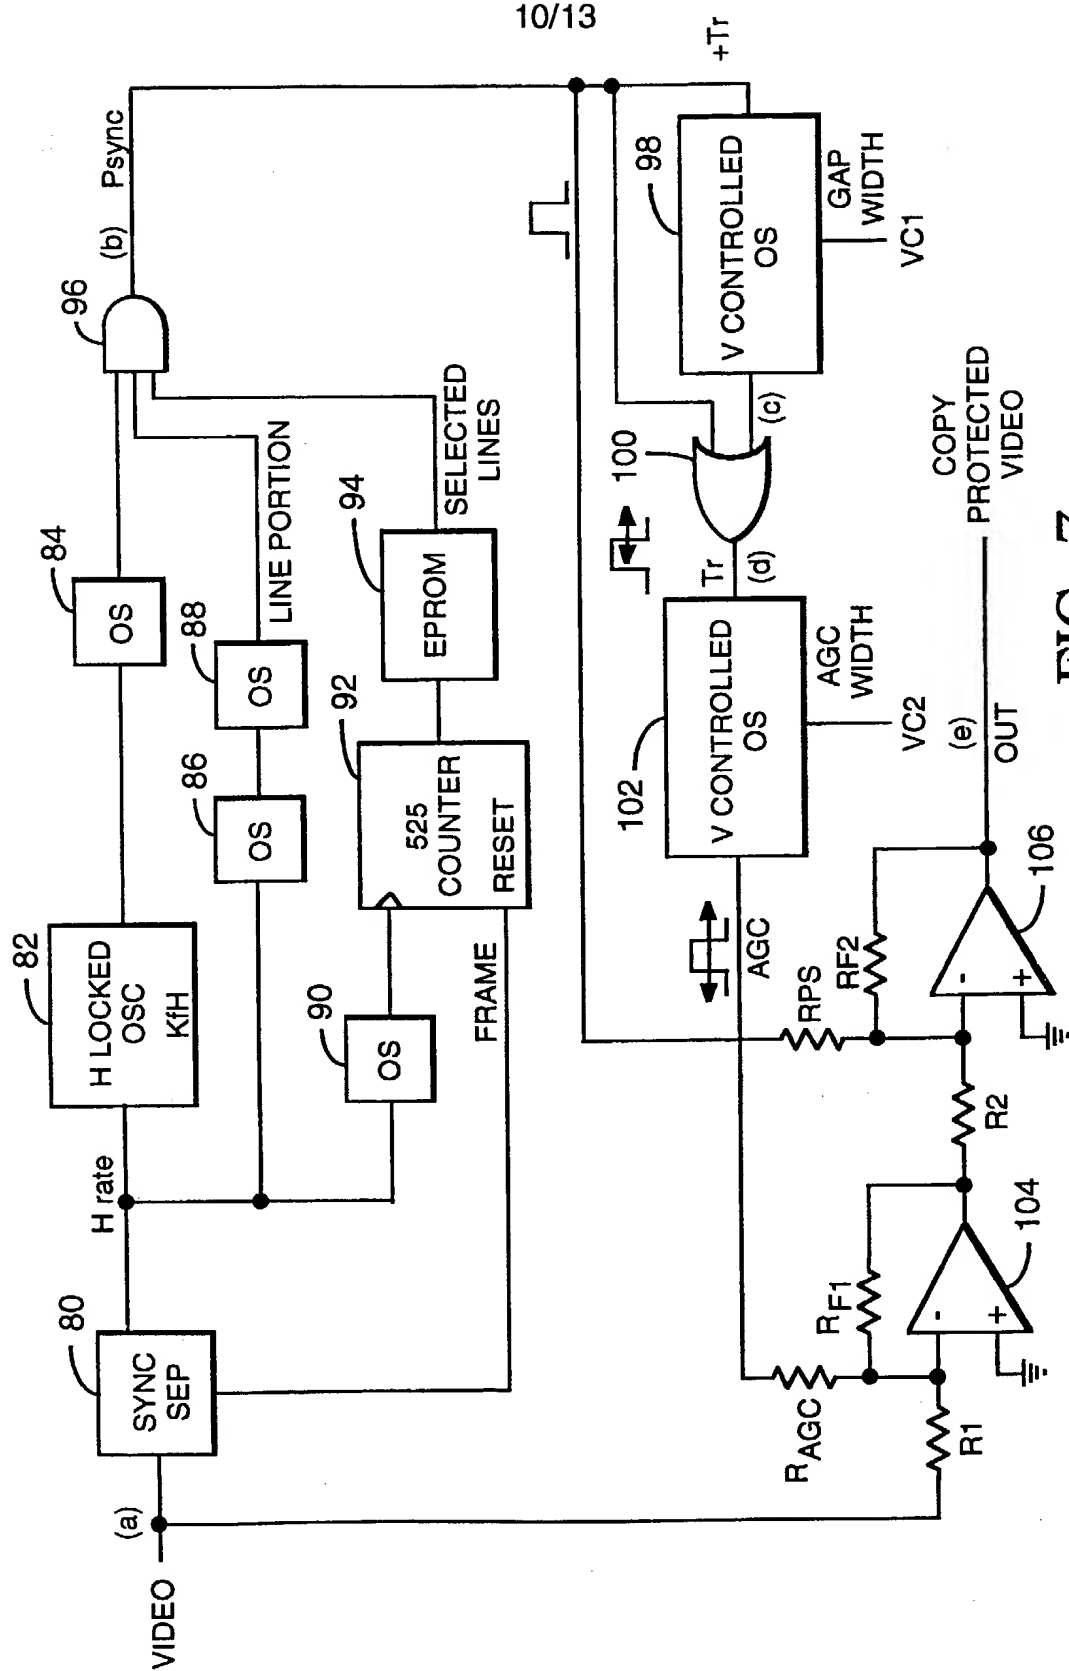 10/13
VIDEO
(a)
80
SYNC
SEP
H rate
82
H LOCKED
OSC
KfH
84
OS
86
OS
88
OS
LINE PORTION
90
OS
FRAME
92
525
COUNTER
RESET
94
EPROM
SELECTED
LINES
96
(b)
Psync
+Tr
98
V CONTROLLED
OS
GAP
WIDTH
VC1
(c)
100
Tr
(d)
102
V CONTROLLED
OS
AGC
WIDTH
VC2
AGC
RAGC
RF1
R1
-
+
104
R2
RPS
RF2
-
+
106
(e)
OUT
COPY
PROTECTED
VIDEO